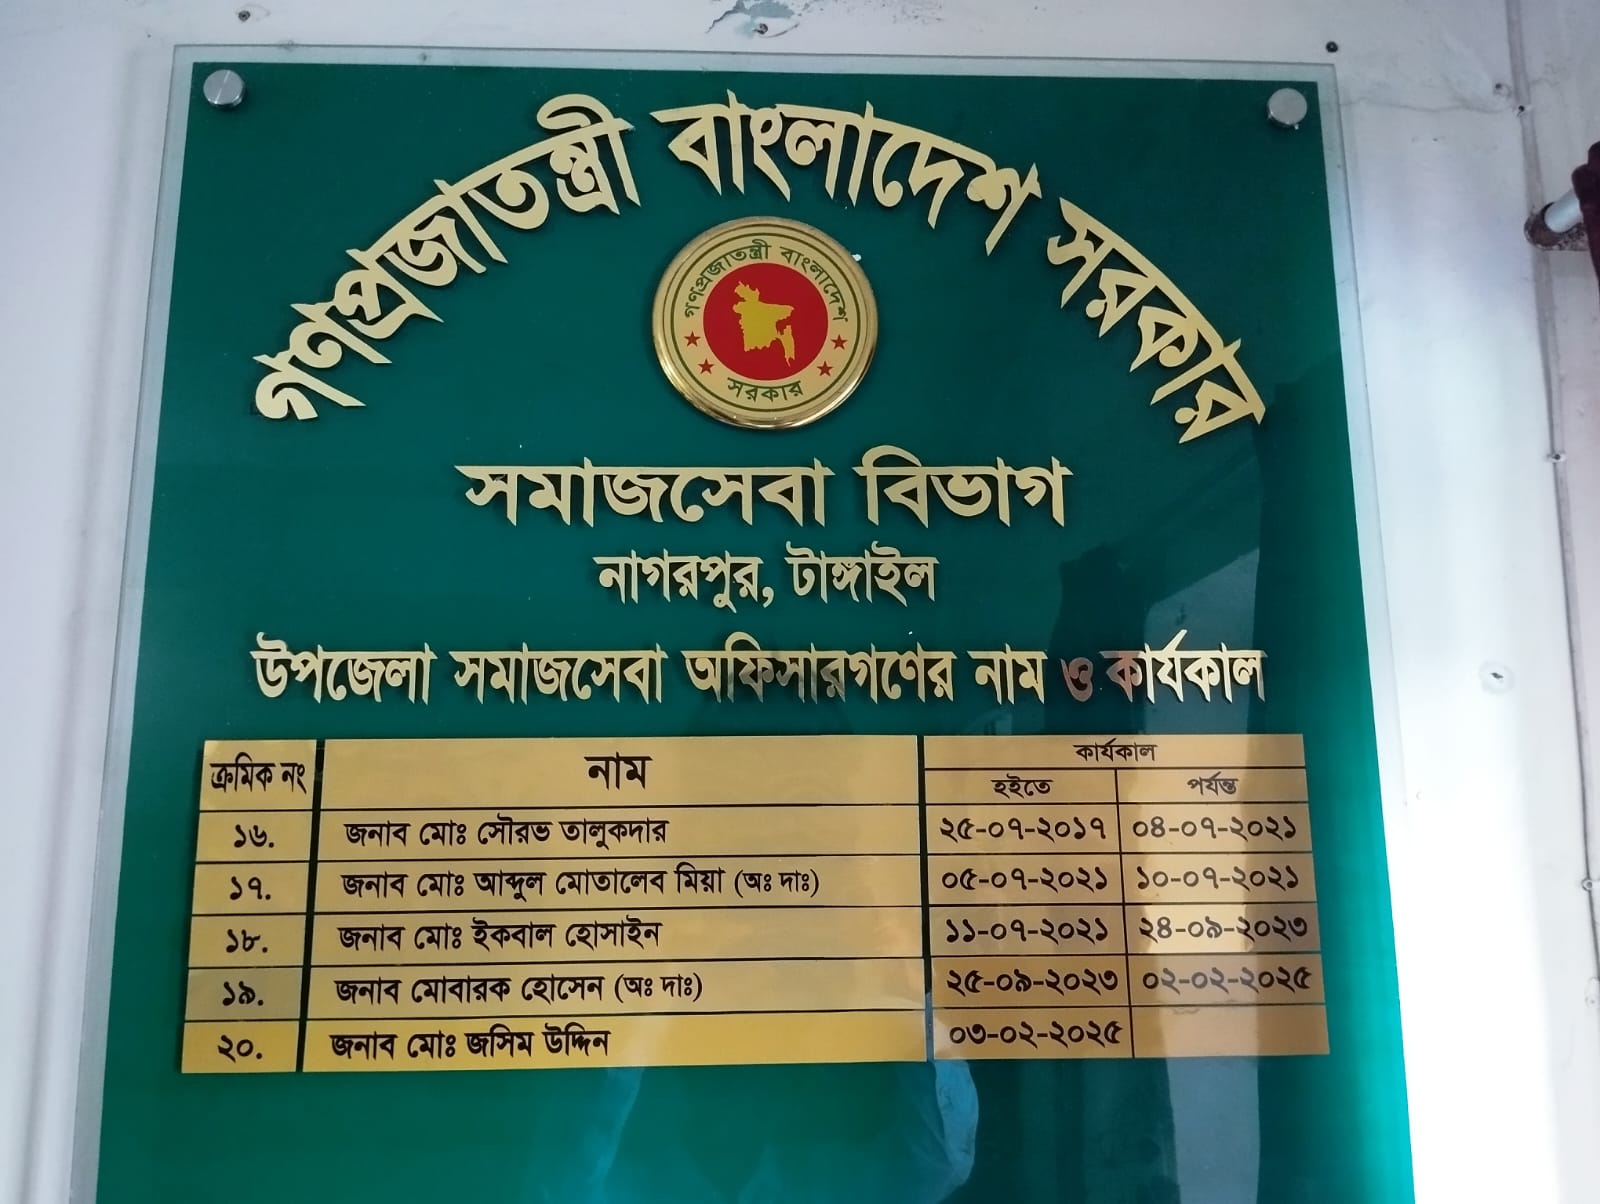 গণপ্রজাতন্ত্রী বাংলাদেশ সরকার
গণপ্রজাতন্ত্রী বাংলাদেশ
সরকার
সমাজসেবা বিভাগ
নাগরপুর, টাঙ্গাইল
উপজেলা সমাজসেবা অফিসারগণের নাম ও কার্যকাল
ক্রমিক নং নাম কার্যকাল
হইতে পর্যন্ত
১৬. জনাব মোঃ সৌরভ তালুকদার ২৫-০৭-২০১৭ ০৪-০৭-২০২১
১৭. জনাব মোঃ আব্দুল মোতালেব মিয়া (অঃ দাঃ) ০৫-০৭-২০২১ ১০-০৭-২০২১
১৮. জনাব মোঃ ইকবাল হোসাইন ১১-০৭-২০২১ ২৪-০৯-২০২৩
১৯. জনাব মোবারক হোসেন (অঃ দাঃ) ২৫-০৯-২০২৩ ০২-০২-২০২৫
২০. জনাব মোঃ জসিম উদ্দিন ০৩-০২-২০২৫